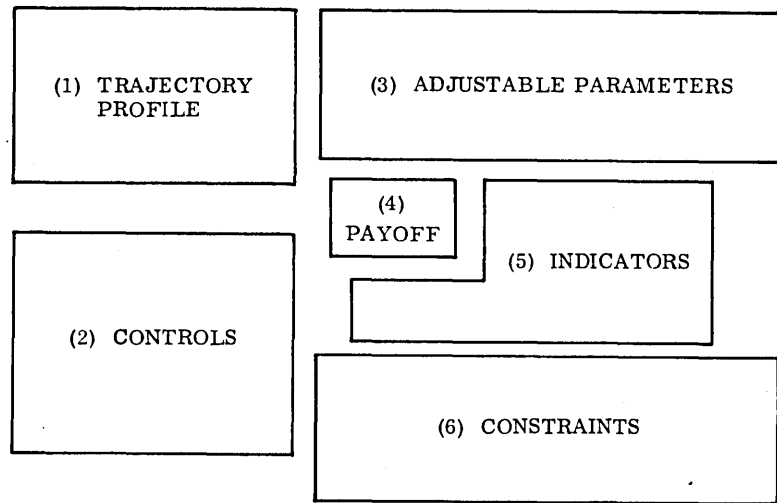 (1) TRAJECTORY
PROFILE
(2) CONTROLS
(3) ADJUSTABLE PARAMETERS
(4)
PAYOFF
(5) INDICATORS
(6) CONSTRAINTS